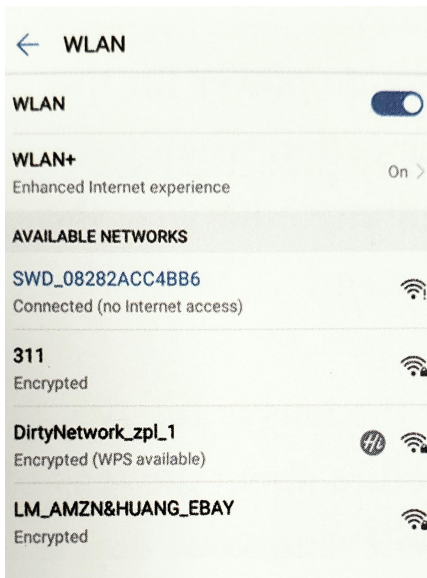 WLAN
WLAN
WLAN+
Enhanced Internet experience
On
AVAILABLE NETWORKS
SWD_08282ACC4BB6
Connected (no Internet access)
311
Encrypted
DirtyNetwork_zpl_1
Encrypted (WPS available)
Hi
LM_AMZN&HUANG_EBAY
Encrypted